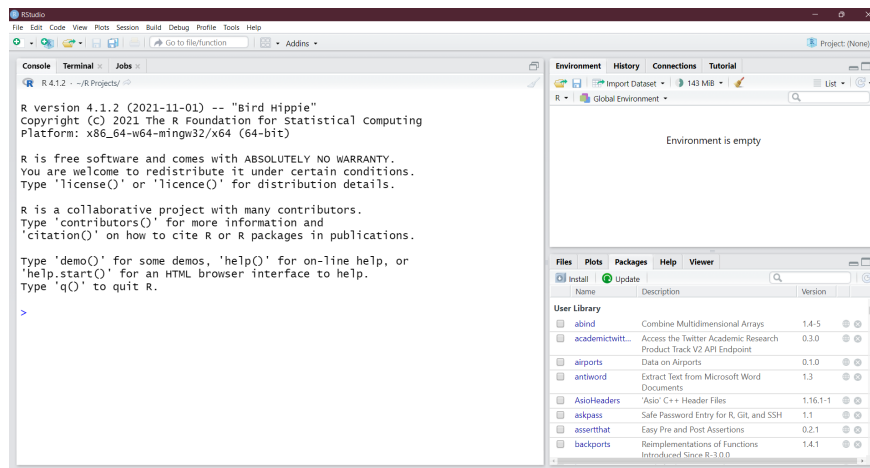 RStudio
File Edit Code View Plots Session Build Debug Profile Tools Help
Go to file/function Addins Project: (None)
Console Terminal Jobs
R 4.1.2 · ~/R Projects/
R version 4.1.2 (2021-11-01) -- "Bird Hippie"
Copyright (C) 2021 The R Foundation for Statistical Computing
Platform: x86_64-w64-mingw32/x64 (64-bit)
R is free software and comes with ABSOLUTELY NO WARRANTY.
You are welcome to redistribute it under certain conditions.
Type 'license()' or 'licence()' for distribution details.
R is a collaborative project with many contributors.
Type 'contributors()' for more information and
'citation()' on how to cite R or R packages in publications.
Type 'demo()' for some demos, 'help()' for on-line help, or
'help.start()' for an HTML browser interface to help.
Type 'q()' to quit R.
>
Environment History Connections Tutorial
Import Dataset 143 MiB List
R Global Environment
Environment is empty
Files Plots Packages Help Viewer
Install Update
Name Description Version
User Library
abind Combine Multidimensional Arrays 1.4-5
academictwitt... Access the Twitter Academic Research 0.3.0
Product Track V2 API Endpoint
airports Data on Airports 0.1.0
antiword Extract Text from Microsoft Word 1.3
Documents
AsioHeaders 'Asio' C++ Header Files 1.16.1-1
askpass Safe Password Entry for R, Git, and SSH 1.1
assertthat Easy Pre and Post Assertions 0.2.1
backports Reimplementations of Functions 1.4.1
Introduced Since R-3.0.0